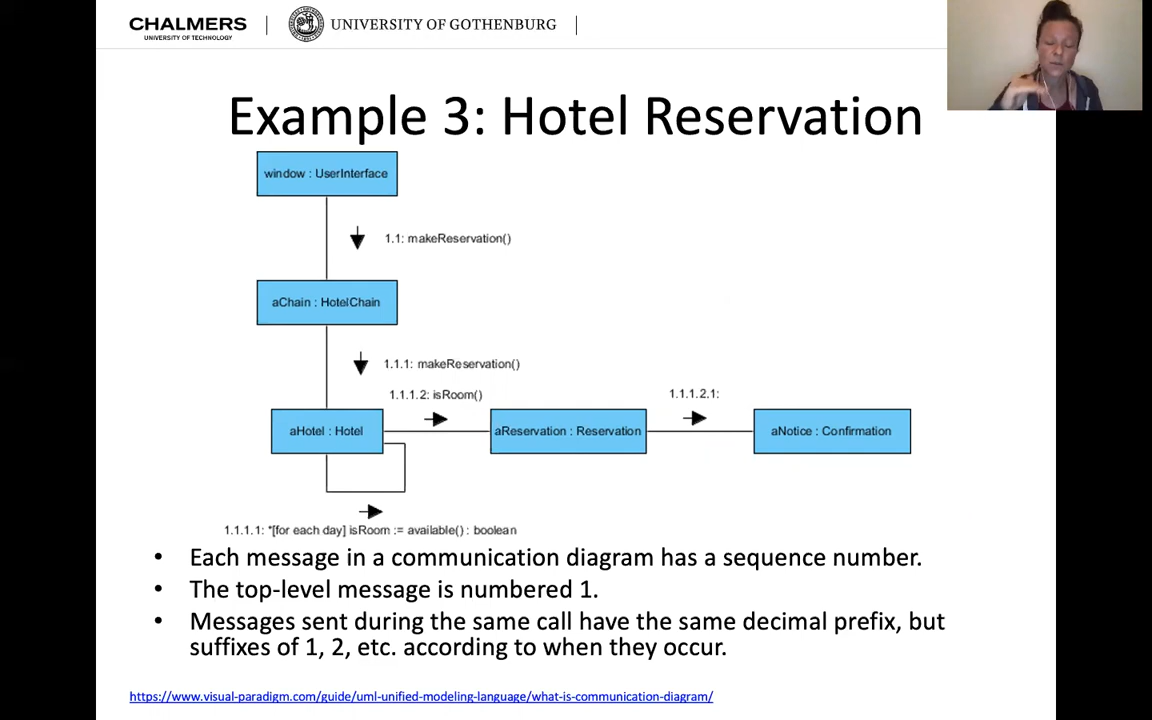 CHALMERS
UNIVERSITY OF TECHNOLOGY
UNIVERSITY OF GOTHENBURG
Example 3: Hotel Reservation
window : UserInterface
1.1: makeReservation()
aChain : HotelChain
1.1.1: makeReservation()
1.1.1.2: isRoom()
1.1.1.2.1:
aHotel : Hotel
aReservation : Reservation
aNotice : Confirmation
1.1.1.1: *[for each day] isRoom := available() : boolean
• Each message in a communication diagram has a sequence number.
• The top-level message is numbered 1.
• Messages sent during the same call have the same decimal prefix, but
suffixes of 1, 2, etc. according to when they occur.
https://www.visual-paradigm.com/guide/uml-unified-modeling-language/what-is-communication-diagram/